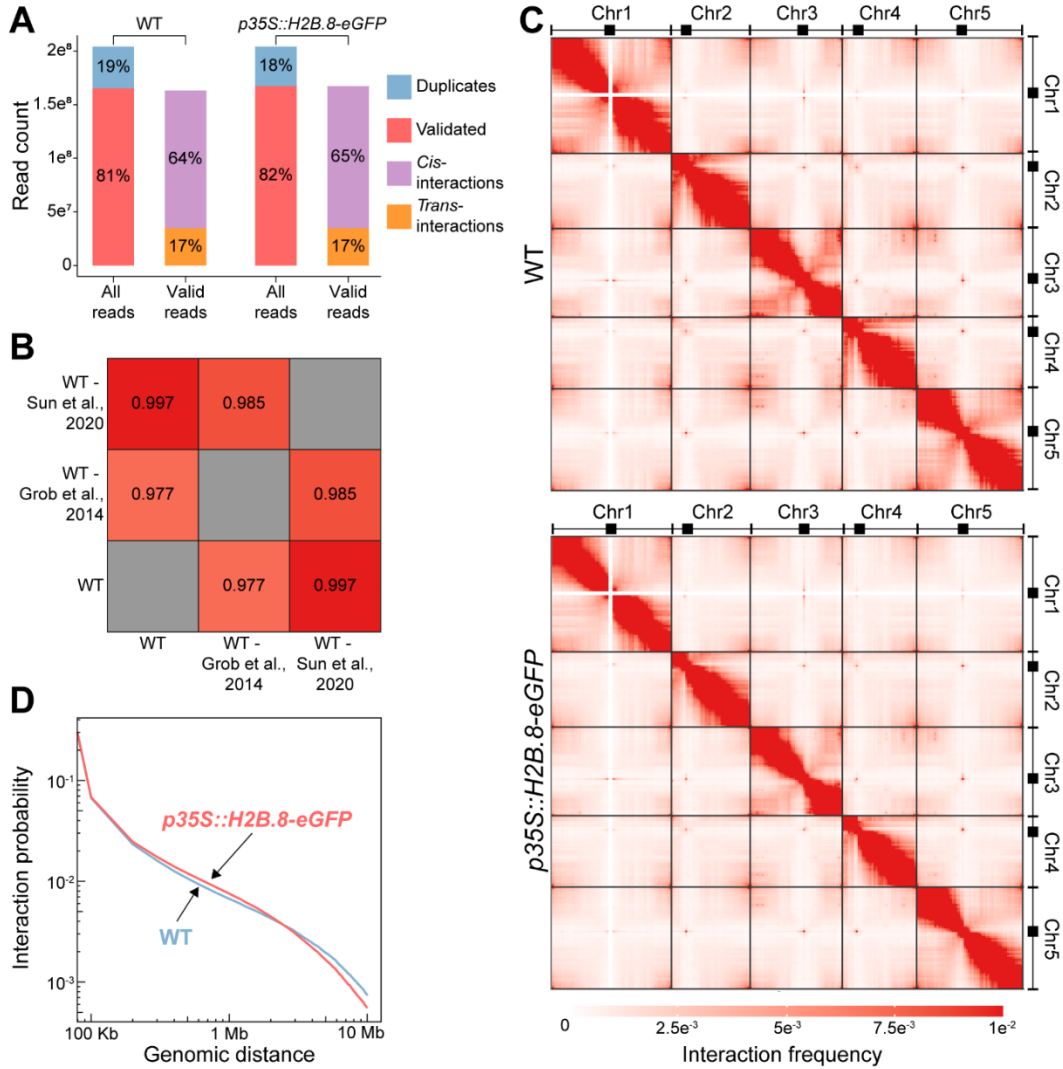 A
WT
p35S::H2B.8-eGFP
Read count
2e⁸
1.5e⁸
1e⁸
5e⁷
0
19%
81%
64%
17%
18%
82%
65%
17%
All
reads
Valid
reads
All
reads
Valid
reads
Duplicates
Validated
Cis-
interactions
Trans-
interactions
B
WT -
Sun et al.,
2020
0.997
0.985
WT -
Grob et al.,
2014
0.977
0.985
WT
0.977
0.997
WT
WT -
Grob et al.,
2014
WT -
Sun et al.,
2020
D
Interaction probability
10⁻¹
10⁻²
10⁻³
p35S::H2B.8-eGFP
WT
100 Kb
1 Mb
10 Mb
Genomic distance
C
Chr1
Chr2
Chr3
Chr4
Chr5
WT
Chr1
Chr2
Chr3
Chr4
Chr5
Chr1
Chr2
Chr3
Chr4
Chr5
p35S::H2B.8-eGFP
Chr1
Chr2
Chr3
Chr4
Chr5
0
2.5e⁻³
5e⁻³
7.5e⁻³
1e⁻²
Interaction frequency